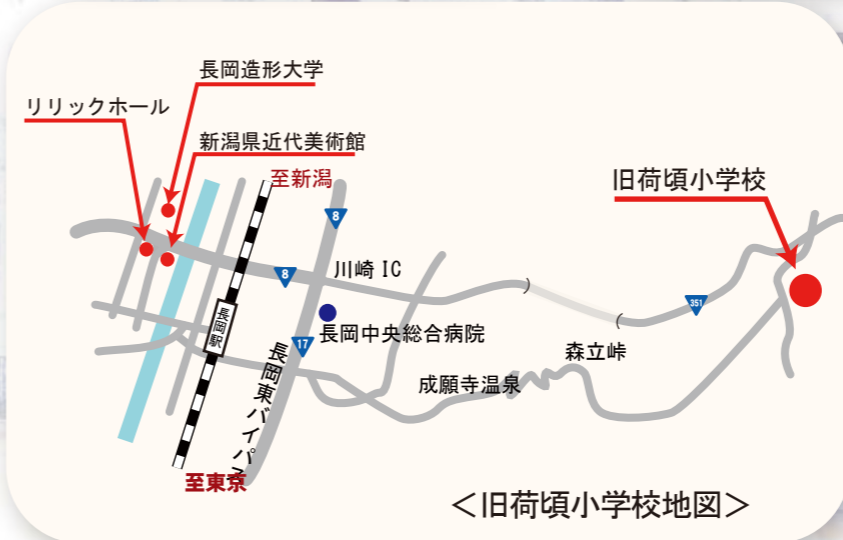 長岡造形大学
リリックホール
新潟県近代美術館
至新潟
旧荷頃小学校
8
川崎 IC
8
351
長岡駅
長岡中央総合病院
17
森立峠
長岡東バイパス
成願寺温泉
至東京
＜旧荷頃小学校地図＞